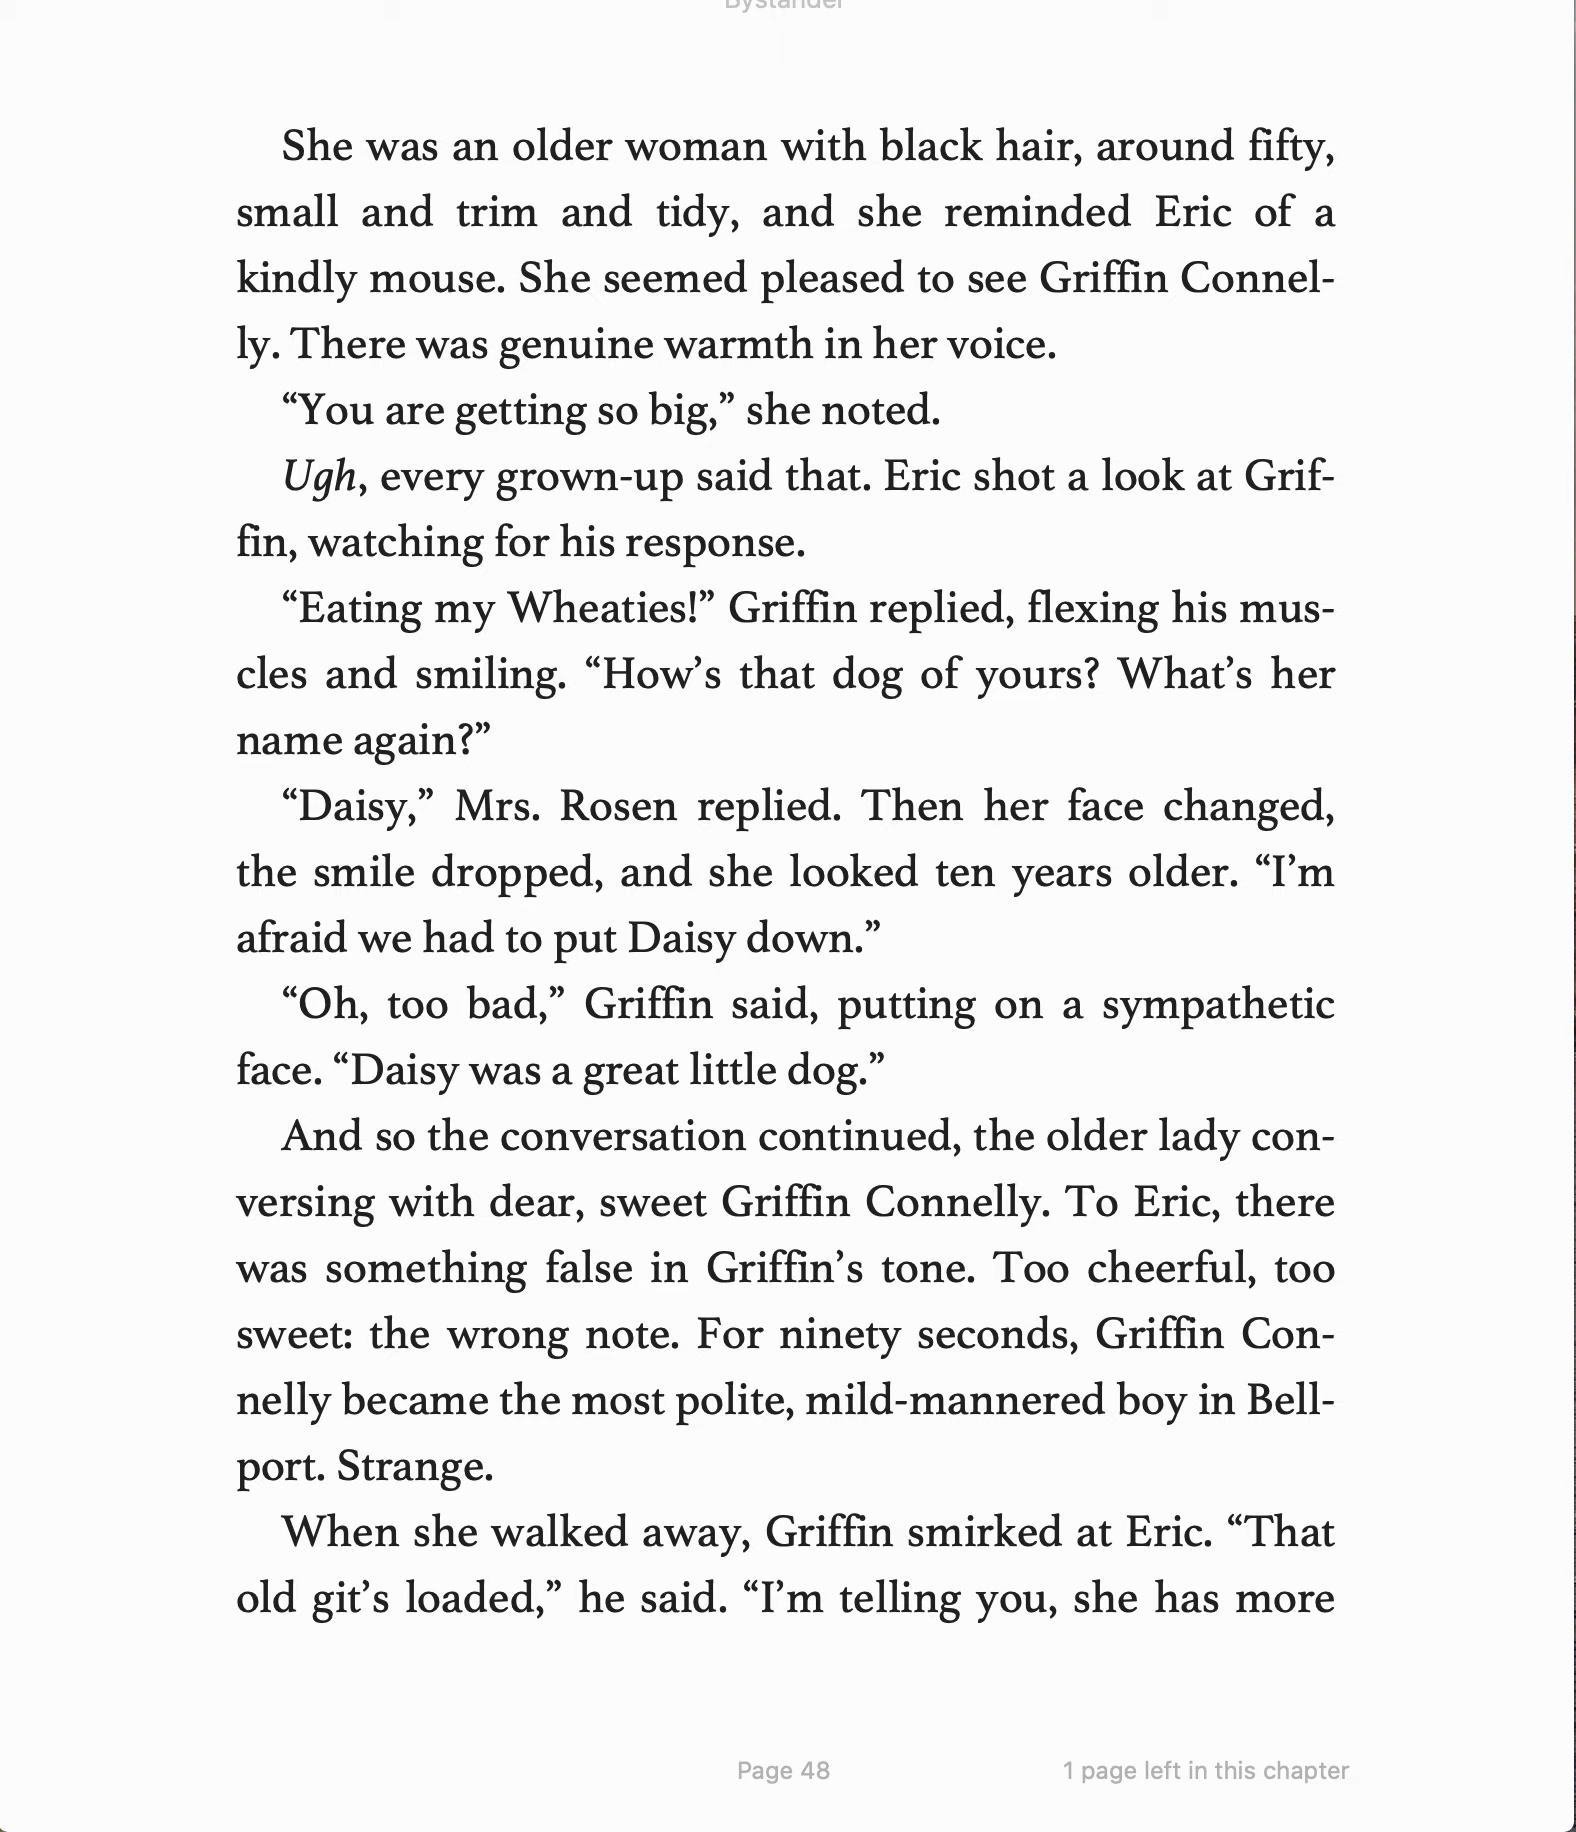 Bystander
She was an older woman with black hair, around fifty,
small and trim and tidy, and she reminded Eric of a
kindly mouse. She seemed pleased to see Griffin Connel-
ly. There was genuine warmth in her voice.
“You are getting so big,” she noted.
Ugh, every grown-up said that. Eric shot a look at Grif-
fin, watching for his response.
“Eating my Wheaties!” Griffin replied, flexing his mus-
cles and smiling. “How’s that dog of yours? What’s her
name again?”
“Daisy,” Mrs. Rosen replied. Then her face changed,
the smile dropped, and she looked ten years older. “I’m
afraid we had to put Daisy down.”
“Oh, too bad,” Griffin said, putting on a sympathetic
face. “Daisy was a great little dog.”
And so the conversation continued, the older lady con-
versing with dear, sweet Griffin Connelly. To Eric, there
was something false in Griffin’s tone. Too cheerful, too
sweet: the wrong note. For ninety seconds, Griffin Con-
nelly became the most polite, mild-mannered boy in Bell-
port. Strange.
When she walked away, Griffin smirked at Eric. “That
old git’s loaded,” he said. “I’m telling you, she has more
Page 48
1 page left in this chapter